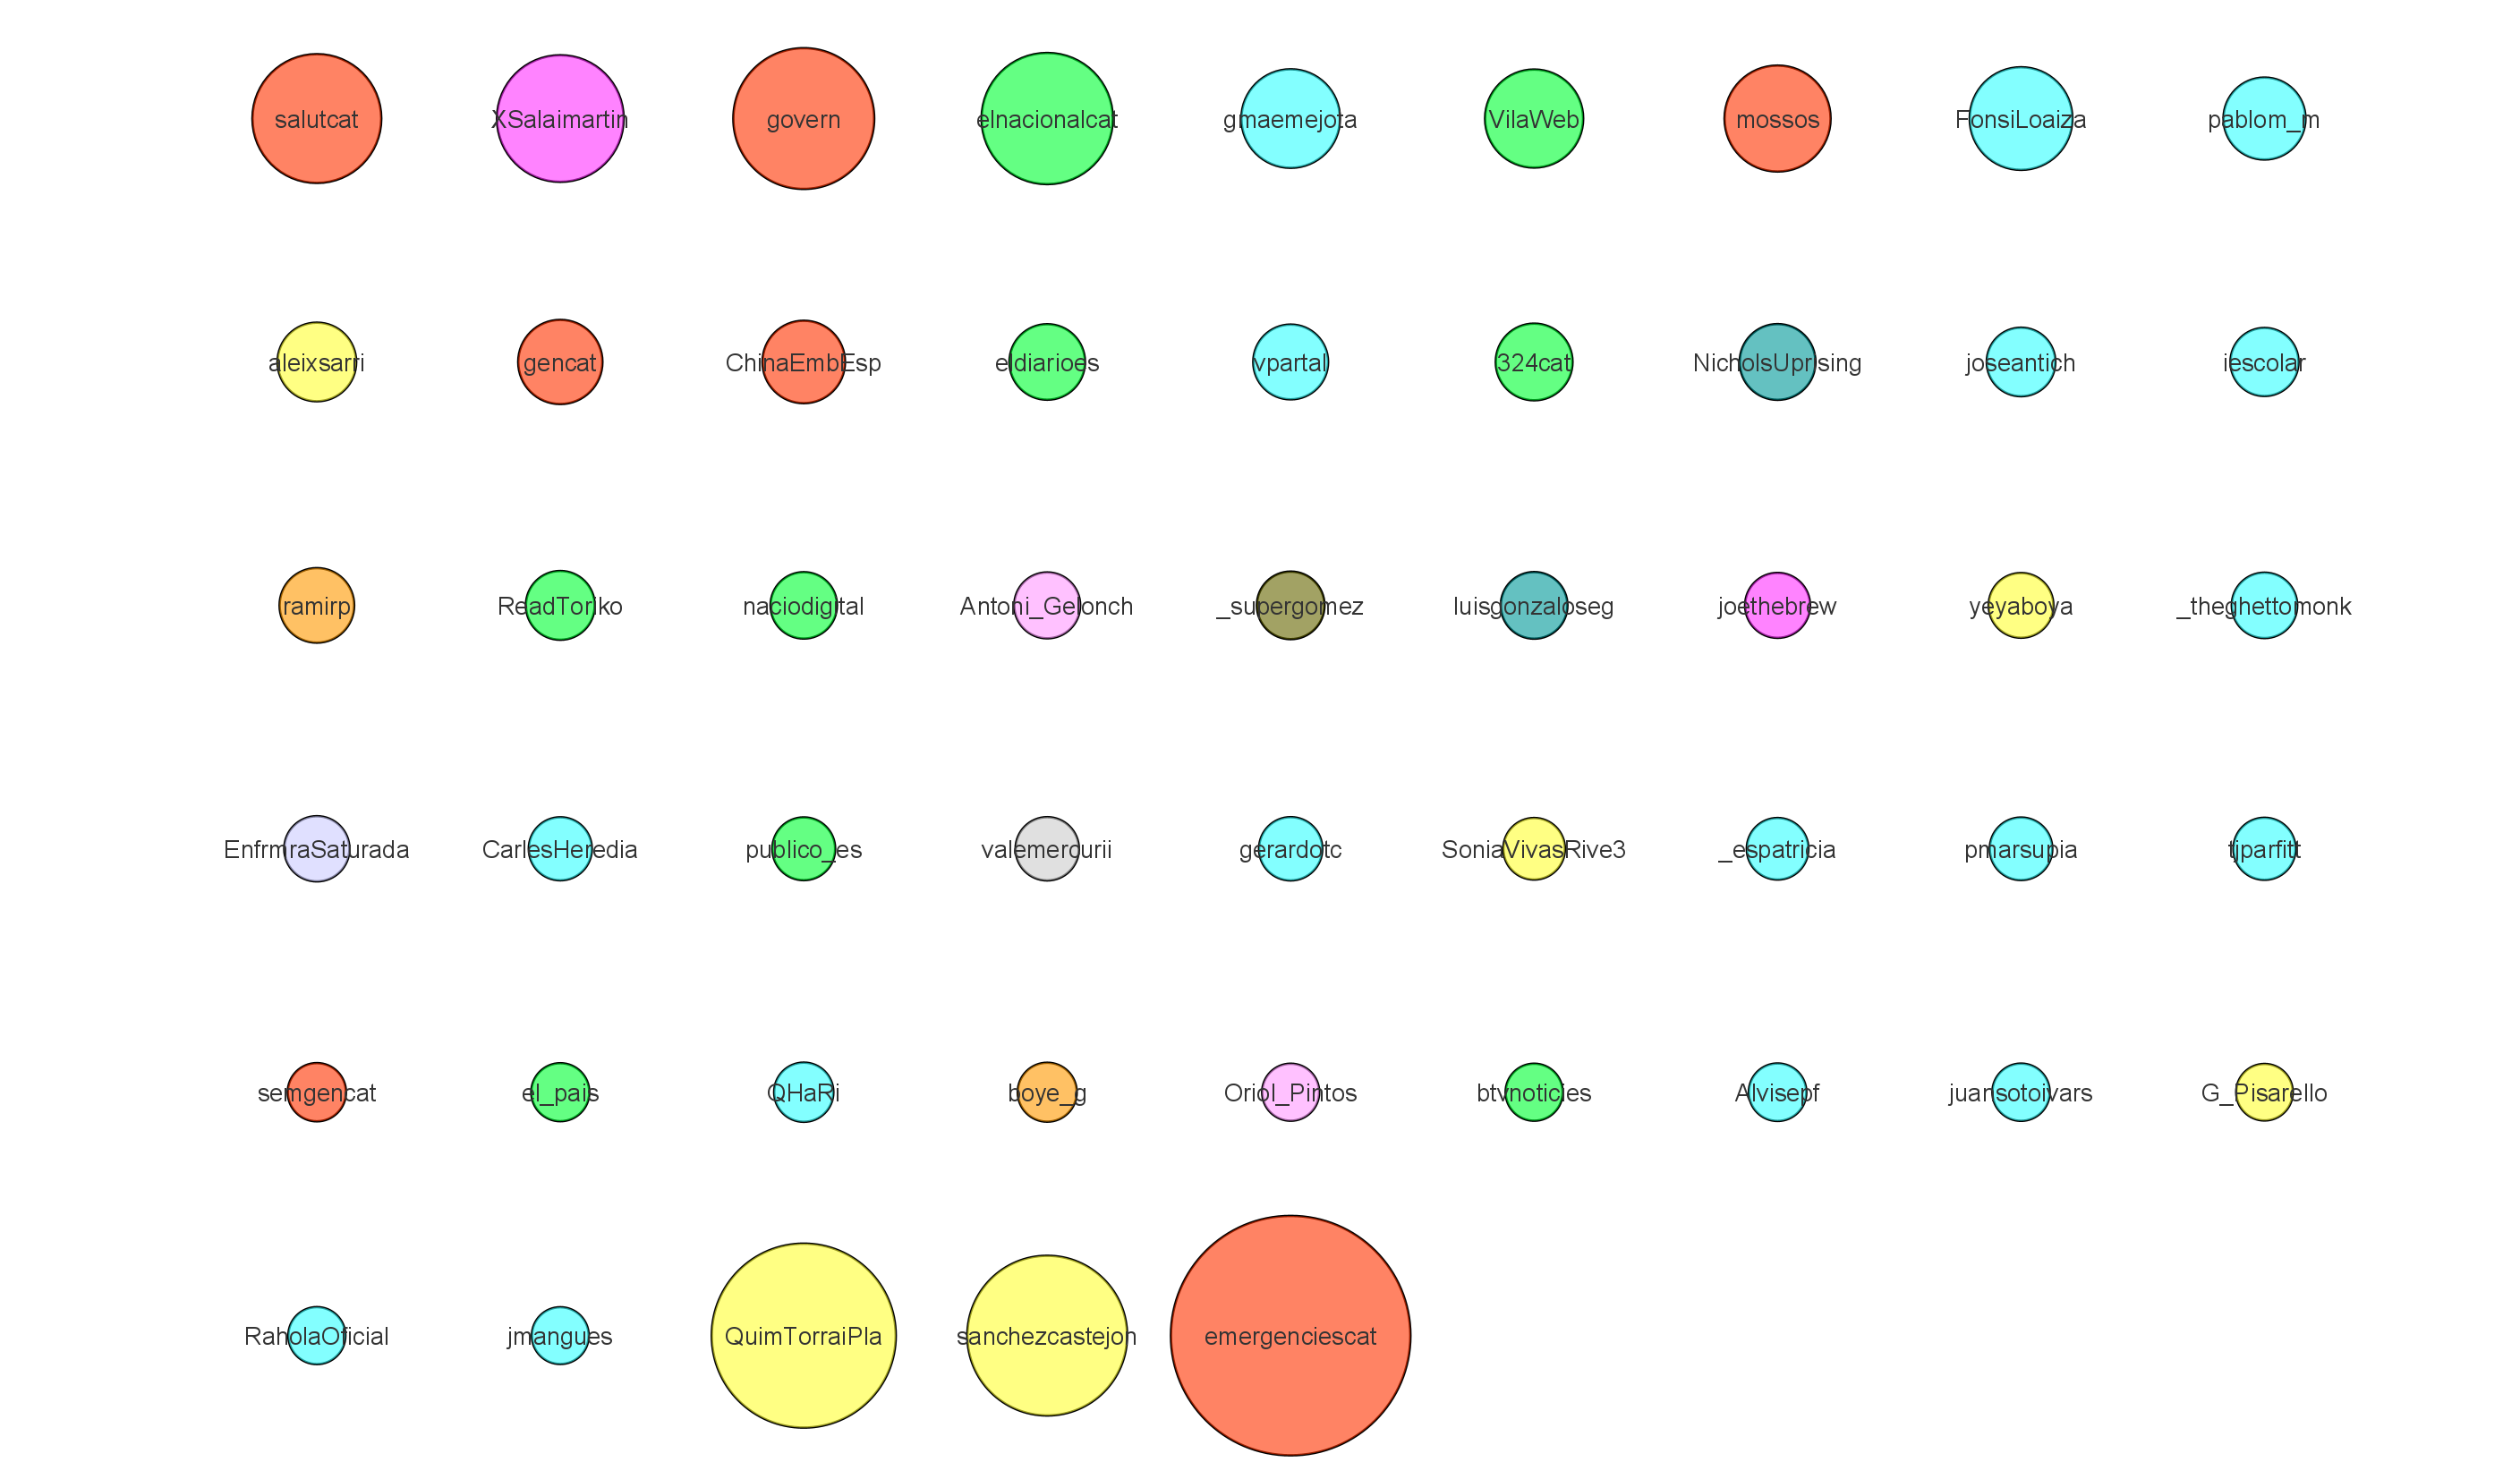 salutcat XSalaimartin govern elnacionalcat gmaemejota VilaWeb mossos FonsiLoaiza pablom_m
aleixsarri gencat ChinaEmbEsp eldiarioes vpartal 324cat NicholsUprising joseantich iescolar
ramirp ReadToriko naciodigital Antoni_Gelonch _supergomez luisgonzaloseg joethebrew yeyaboya _theghettomonk
EnfrmraSaturada CarlesHeredia publico_es valemercurii gerardotc SoniaVivasRive3 _espatricia pmarsupia tjparfitt
semgencat el_pais QHaRi boye_g Oriol_Pintos btvnoticies Alvisepf juansotoivars G_Pisarello
RaholaOficial jmangues QuimTorraiPla sanchezcastejon emergenciescat